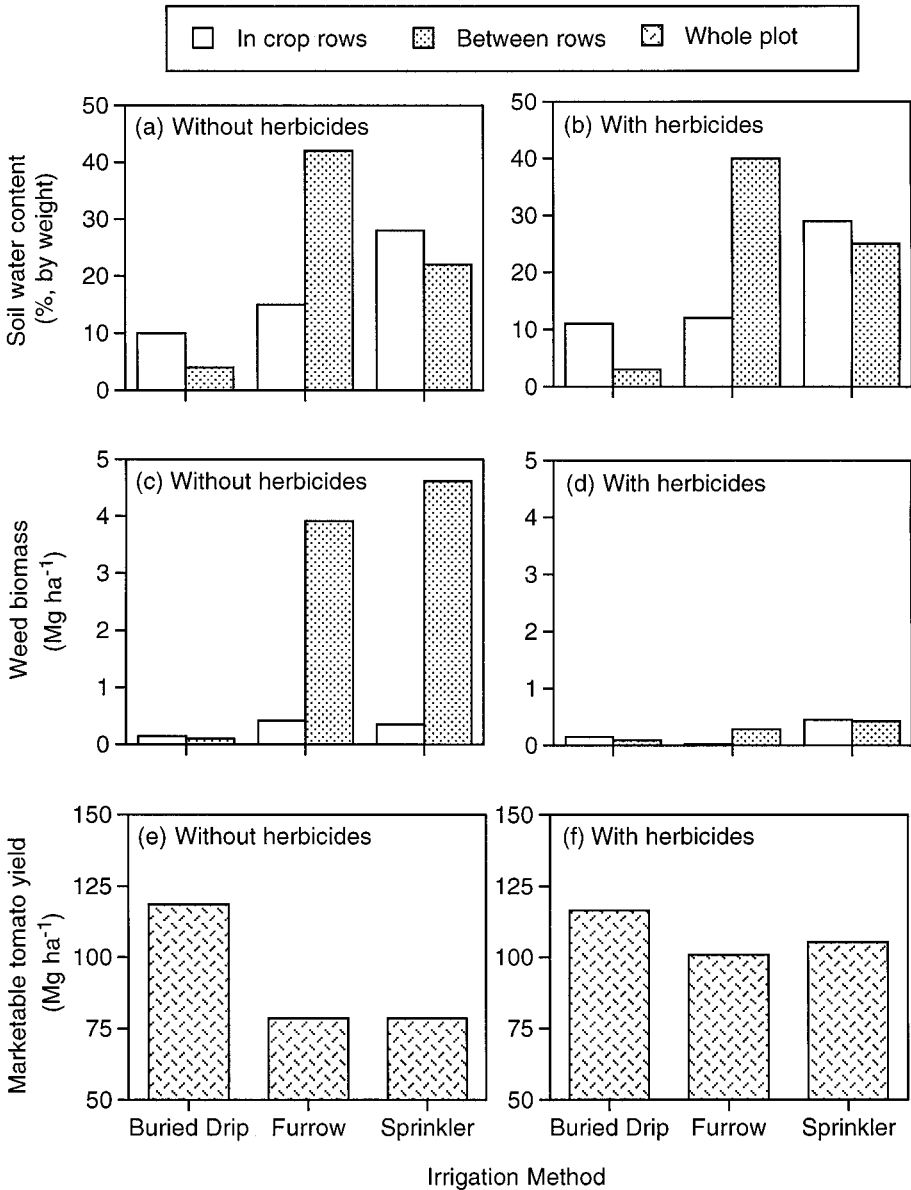 In crop rows Between rows Whole plot
Soil water content
(%, by weight)
50
40
30
20
10
0
(a) Without herbicides
50
40
30
20
10
0
(b) With herbicides
Weed biomass
(Mg ha⁻¹)
5
4
3
2
1
0
(c) Without herbicides
5
4
3
2
1
0
(d) With herbicides
Marketable tomato yield
(Mg ha⁻¹)
150
125
100
75
50
(e) Without herbicides
150
125
100
75
50
(f) With herbicides
Buried Drip Furrow Sprinkler
Buried Drip Furrow Sprinkler
Irrigation Method